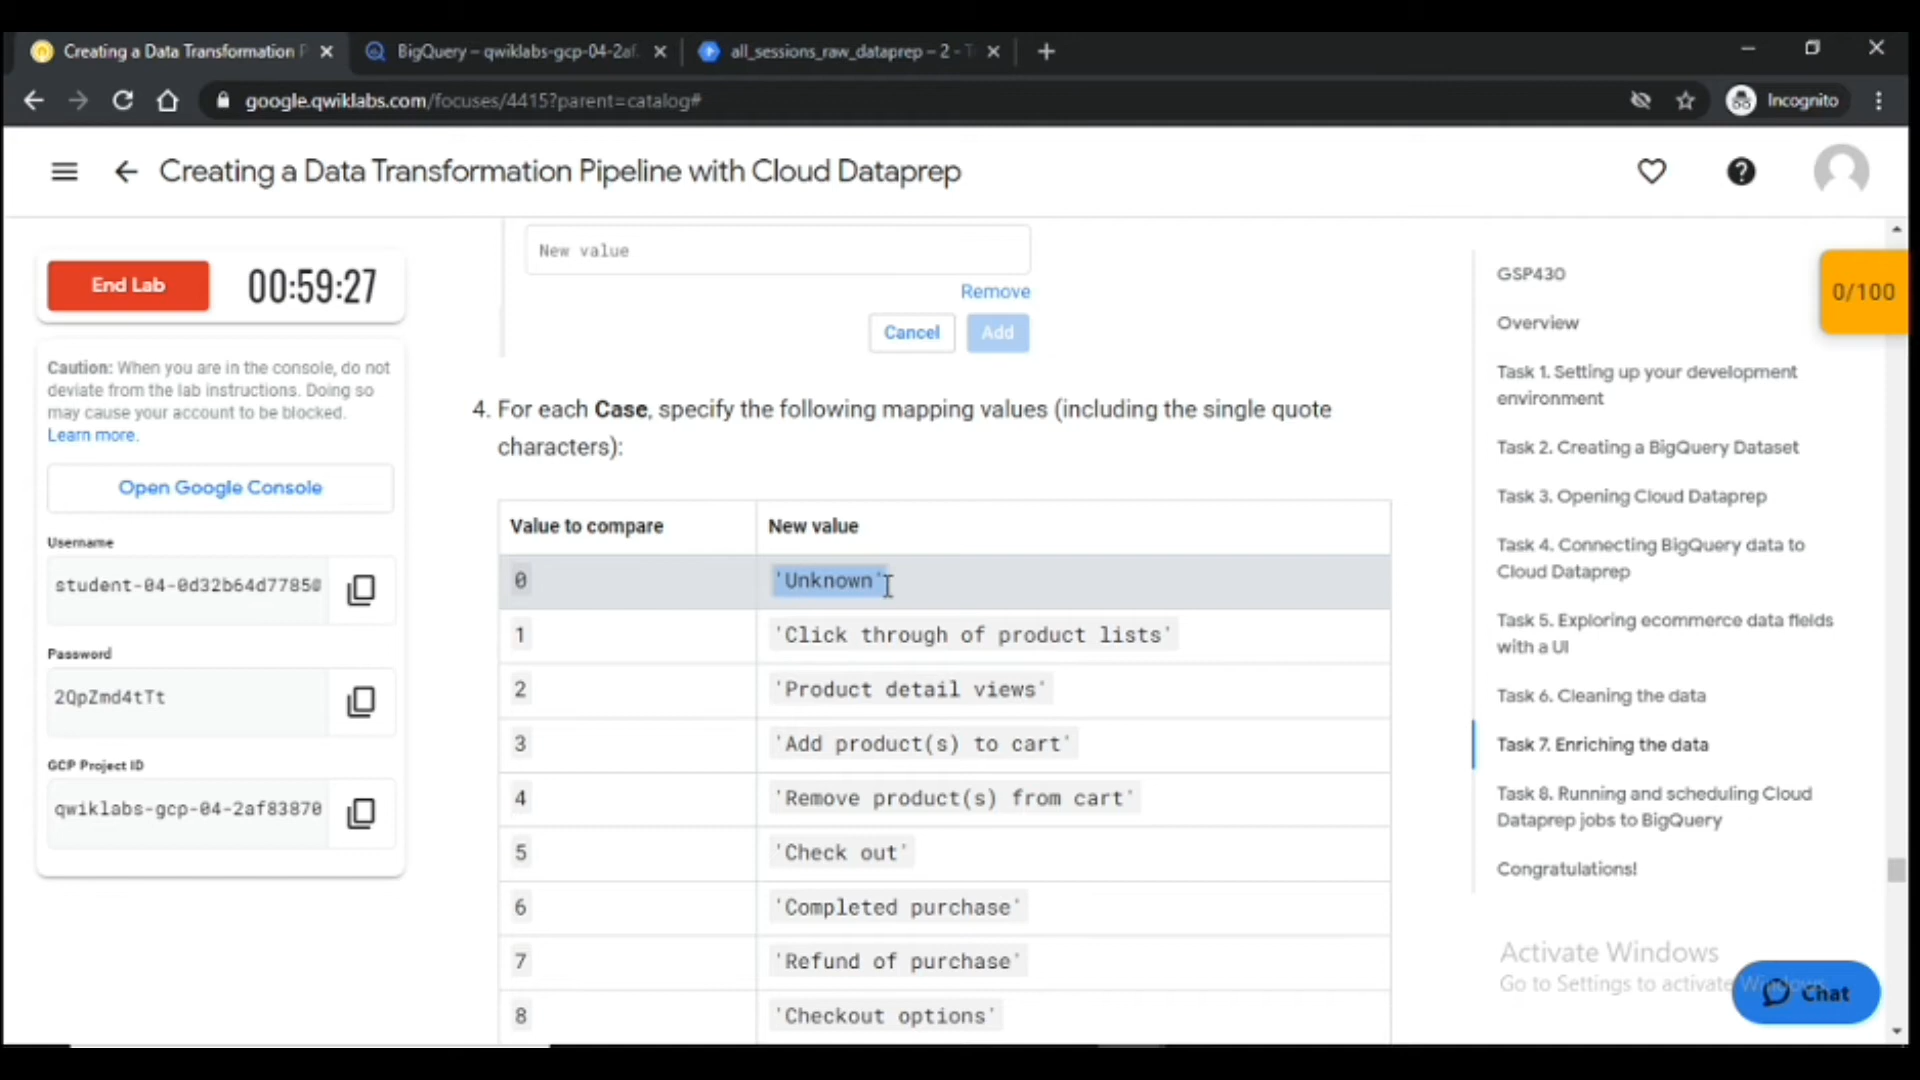 Creating a Data Transformation P
BigQuery – qwiklabs-gcp-04-2af
all_sessions_raw_dataprep – 2 - T
google.qwiklabs.com/focuses/4415?parent=catalog#
Incognito
Creating a Data Transformation Pipeline with Cloud Dataprep
End Lab
00:59:27
Caution: When you are in the console, do not
deviate from the lab instructions. Doing so
may cause your account to be blocked.
Learn more.
Open Google Console
Username
student-04-0d32b64d7785@
Password
2QpZmd4tTt
GCP Project ID
qwiklabs-gcp-04-2af83870
New value
Remove
Cancel
Add
4. For each Case, specify the following mapping values (including the single quote
characters):
Value to compare New value
0 'Unknown'
1 'Click through of product lists'
2 'Product detail views'
3 'Add product(s) to cart'
4 'Remove product(s) from cart'
5 'Check out'
6 'Completed purchase'
7 'Refund of purchase'
8 'Checkout options'
GSP430
Overview
Task 1. Setting up your development
environment
Task 2. Creating a BigQuery Dataset
Task 3. Opening Cloud Dataprep
Task 4. Connecting BigQuery data to
Cloud Dataprep
Task 5. Exploring ecommerce data fields
with a UI
Task 6. Cleaning the data
Task 7. Enriching the data
Task 8. Running and scheduling Cloud
Dataprep jobs to BigQuery
Congratulations!
0/100
Activate Windows
Go to Settings to activate Windows.
Chat